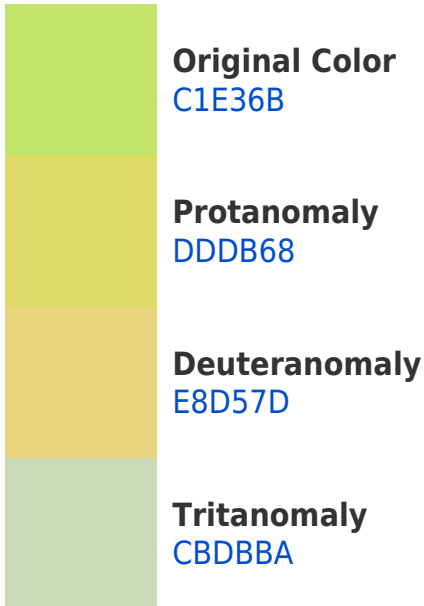 Original Color
C1E36B
Protanomaly
DDDB68
Deuteranomaly
E8D57D
Tritanomaly
CBDBBA